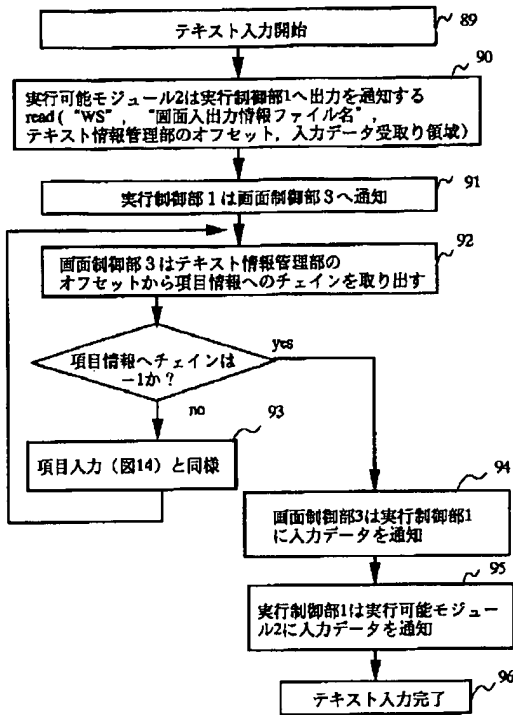 89
テキスト入力開始
90
実行可能モジュール2は実行制御部1へ出力を通知する
read(“WS”, “画面入出力情報ファイル名”,
テキスト情報管理部のオフセット,入力データ受取り領域)
91
実行制御部1は画面制御部3へ通知
92
画面制御部3はテキスト情報管理部の
オフセットから項目情報へのチェインを取り出す
項目情報へチェインは
−1か?
yes
no
93
項目入力(図14)と同様
94
画面制御部3は実行制御部1
に入力データを通知
95
実行制御部1は実行可能モジュー
ル2に入力データを通知
96
テキスト入力完了